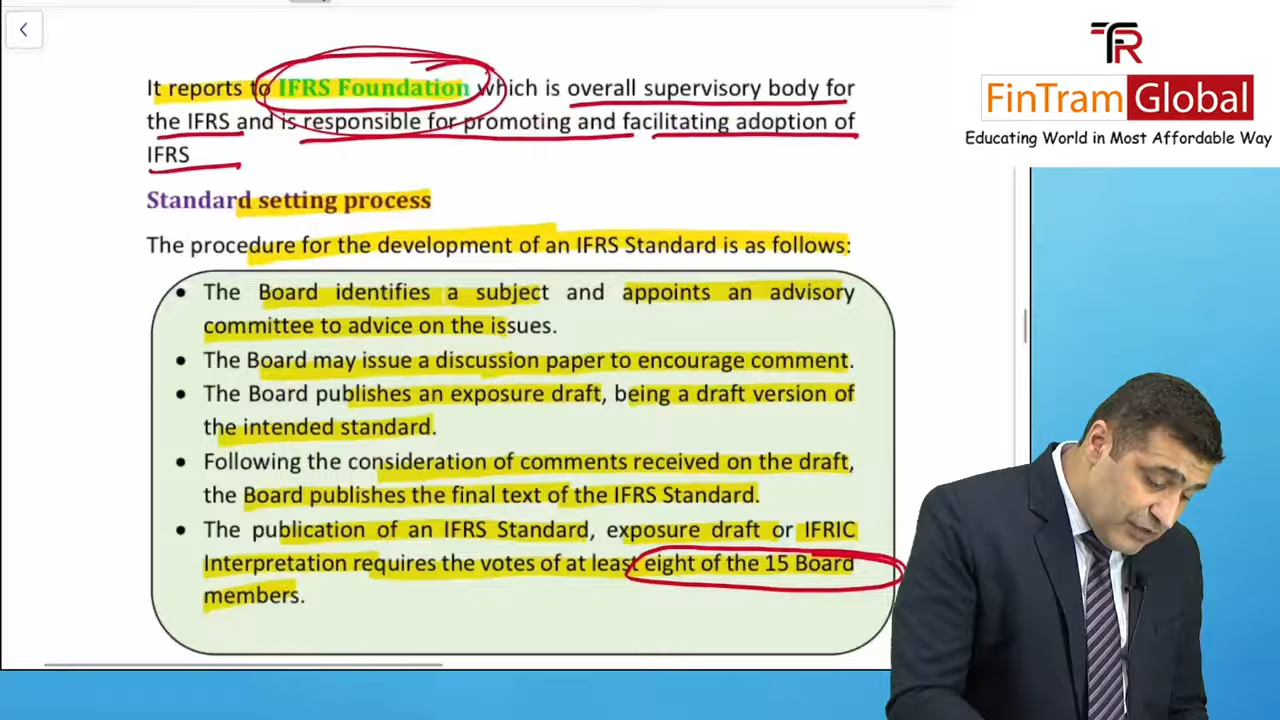 It reports to IFRS Foundation which is overall supervisory body for
the IFRS and is responsible for promoting and facilitating adoption of
IFRS
Standard setting process
The procedure for the development of an IFRS Standard is as follows:
• The Board identifies a subject and appoints an advisory
committee to advice on the issues.
• The Board may issue a discussion paper to encourage comment.
• The Board publishes an exposure draft, being a draft version of
the intended standard.
• Following the consideration of comments received on the draft,
the Board publishes the final text of the IFRS Standard.
• The publication of an IFRS Standard, exposure draft or IFRIC
Interpretation requires the votes of at least eight of the 15 Board
members.
FinTram Global
Educating World in Most Affordable Way